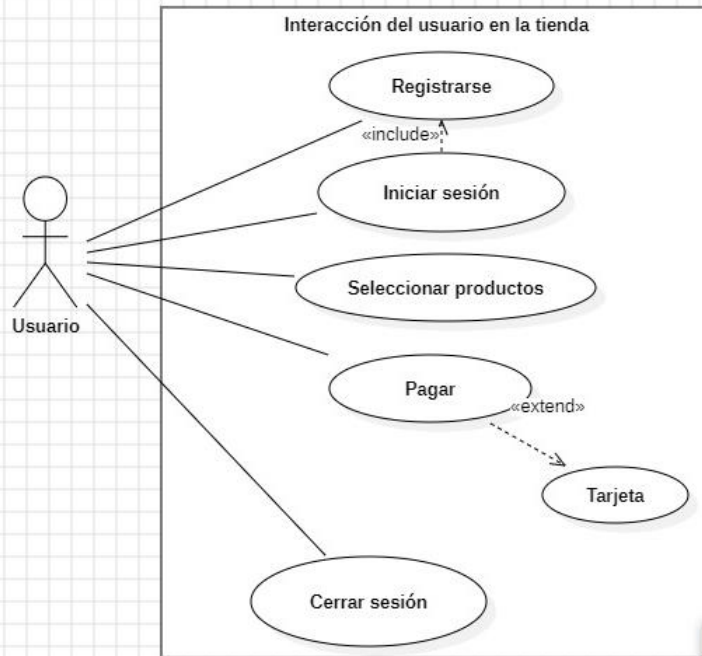 Interacción del usuario en la tienda
Registrarse
«include»
Iniciar sesión
Seleccionar productos
Usuario
Pagar
«extend»
Tarjeta
Cerrar sesión